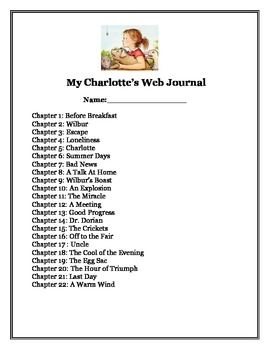 My Charlotte's Web Journal
Name:____________________
Chapter 1: Before Breakfast
Chapter 2: Wilbur
Chapter 3: Escape
Chapter 4: Loneliness
Chapter 5: Charlotte
Chapter 6: Summer Days
Chapter 7: Bad News
Chapter 8: A Talk At Home
Chapter 9: Wilbur's Boast
Chapter 10: An Explosion
Chapter 11: The Miracle
Chapter 12: A Meeting
Chapter 13: Good Progress
Chapter 14: Dr. Dorian
Chapter 15: The Crickets
Chapter 16: Off to the Fair
Chapter 17 : Uncle
Chapter 18: The Cool of the Evening
Chapter 19: The Egg Sac
Chapter 20: The Hour of Triumph
Chapter 21: Last Day
Chapter 22: A Warm Wind